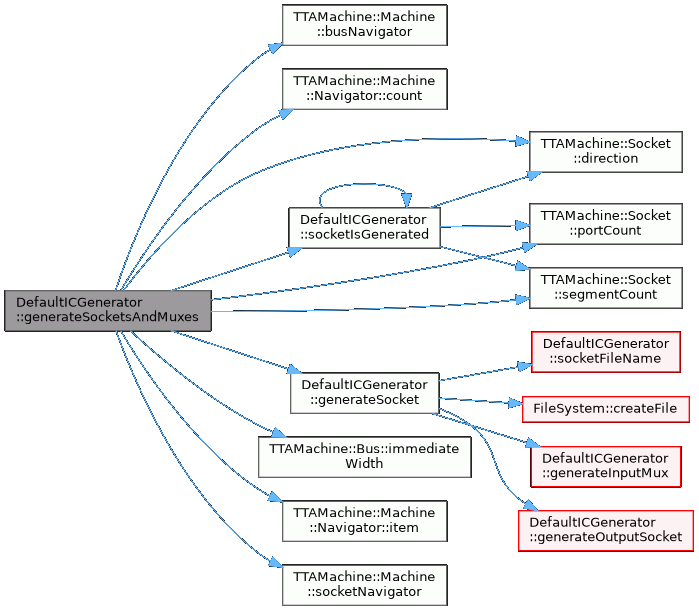 TTAMachine::Machine
::busNavigator
TTAMachine::Machine
::Navigator::count
TTAMachine::Socket
::direction
DefaultICGenerator
::socketIsGenerated
TTAMachine::Socket
::portCount
TTAMachine::Socket
::segmentCount
DefaultICGenerator
::generateSocketsAndMuxes
DefaultICGenerator
::socketFileName
DefaultICGenerator
::generateSocket
FileSystem::createFile
TTAMachine::Bus::immediate
Width
DefaultICGenerator
::generateInputMux
TTAMachine::Machine
::Navigator::item
DefaultICGenerator
::generateOutputSocket
TTAMachine::Machine
::socketNavigator